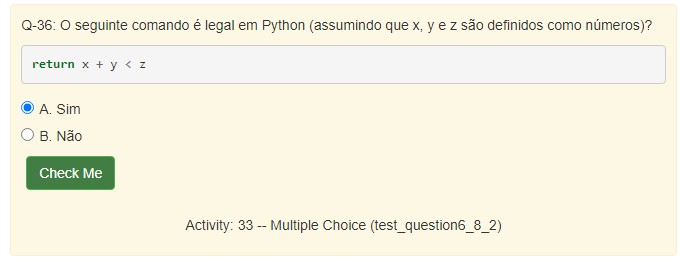 Q-36: O seguinte comando é legal em Python (assumindo que x, y e z são definidos como números)?
return x + y < z
A. Sim
B. Não
Check Me
Activity: 33 -- Multiple Choice (test_question6_8_2)